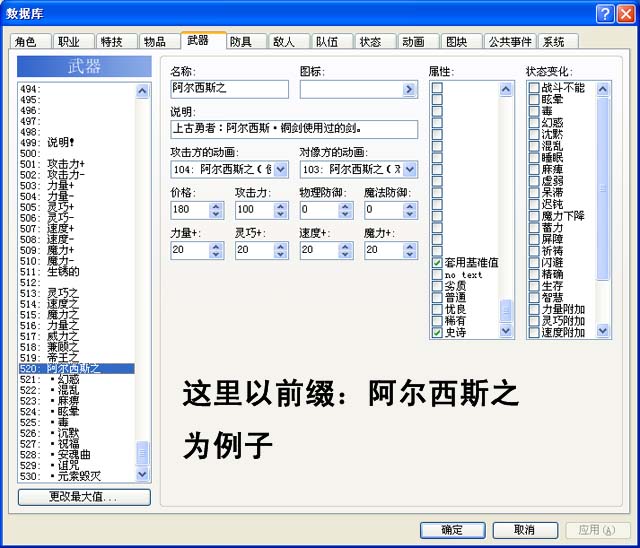 数据库
角色 职业 特技 物品 武器 防具 敌人 队伍 状态 动画 图块 公共事件 系统
武器
494:
495:
496:
497:
498:
499: 说明!
500:
501: 攻击力+
502: 攻击力-
503: 力量+
504: 力量-
505: 灵巧+
506: 灵巧-
507: 速度+
508: 速度-
509: 魔力+
510: 魔力-
511: 生锈的
512:
513: 灵巧之
514: 速度之
515: 魔力之
516: 力量之
517: 威力之
518: 兼顾之
519: 帝王之
520: 阿尔西斯之
521: ·幻惑
522: ·混乱
523: ·麻痹
524: ·眩晕
525: ·毒
526: ·沉默
527: ·祝福
528: ·安魂曲
529: ·诅咒
530: ·元素毁灭
更改最大值...
名称:
阿尔西斯之
图标:
说明:
上古勇者：阿尔西斯·铜剑使用过的剑。
攻击方的动画:
104: 阿尔西斯之(
对像方的动画:
103: 阿尔西斯之(
价格: 攻击力: 物理防御: 魔法防御:
180 100 0 0
力量+: 灵巧+: 速度+: 魔力+:
20 20 20 20
属性:
套用基准值
no text
劣质
普通
优良
稀有
史诗
状态变化:
战斗不能
眩晕
毒
幻惑
沈默
混乱
睡眠
麻痹
虚弱
呆滞
迟钝
魔力下降
蓄力
屏障
祈祷
闪避
精确
生存
智慧
力量附加
灵巧附加
速度附加
这里以前缀：阿尔西斯之
为例子
确定 取消 应用(A)